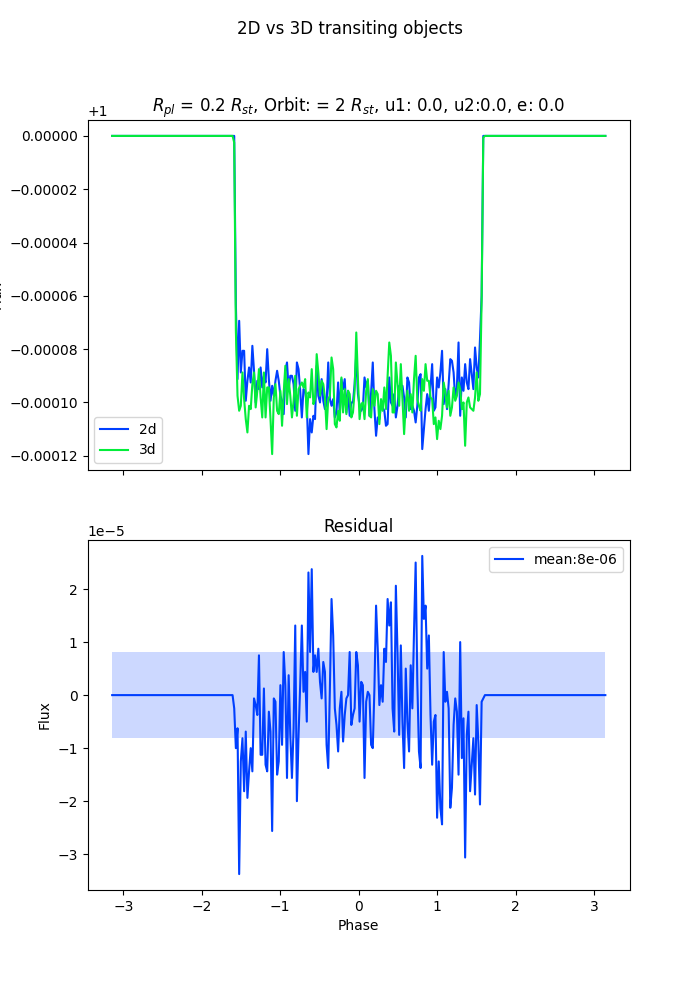 2D vs 3D transiting objects
R_pl = 0.2 R_st, Orbit: = 2 R_st, u1: 0.0, u2:0.0, e: 0.0
+1
0.00000
−0.00002
−0.00004
−0.00006
−0.00008
−0.00010
−0.00012
2d
3d
Residual
1e−5
mean:8e-06
2
1
0
−1
−2
−3
Flux
−3 −2 −1 0 1 2 3
Phase